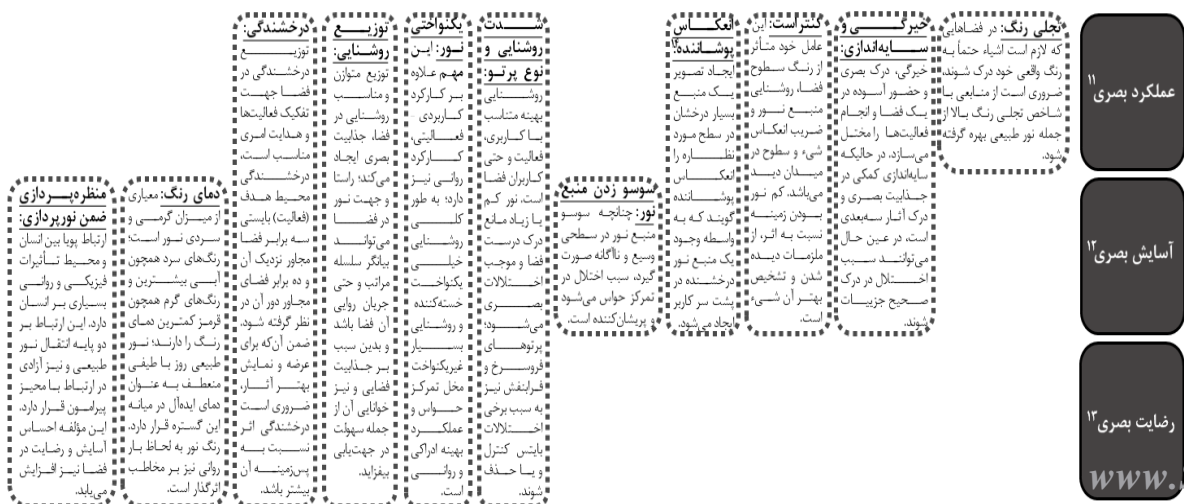 عملکرد بصری۱۱
آسایش بصری۱۲
رضایت بصری۱۳
تجلی رنگ: در فضاهایی
که لازم است اشیاء حتماً به
رنگ واقعی خود درک شوند،
ضروری است از منابعی با
شاخص تجلی رنگ بالا از
جمله نور طبیعی بهره گرفته
شود.
خیرگی و
سایه‌اندازی:
خیرگی، درک بصری
و حضور آسوده در
یک فضا و انجام
فعالیت‌ها را مختل
می‌سازد، در حالیکه
سایه‌اندازی کمکی در
جذابیت بصری و
درک آثار سه‌بعدی
است، در عین حال
می‌توانند سبب
اختلال در درک
صحیح جزییات
شوند.
کنتراست: این
عامل خود متأثر
از رنگ سطوح
فضا، روشنایی
منبع نور و
ضریب انعکاس
شیء و سطوح در
میدان دید
می‌باشد. کم نور
بودن زمینه
نسبت به اثر، از
ملزمات دیده
شدن و تشخیص
بهتر آن شیء
است.
انعکاس
پوشاننده۱۴:
ایجاد تصویر
یک منبع
بسیار درخشان
در سطح مورد
نظاره را
انعکاس
پوشاننده
گویند که به
واسطه وجود
یک منبع نور
درخشنده در
پشت سر کاربر
ایجاد می‌شود.
سوسو زدن منبع
نور: چنانچه سوسو
منبع نور در سطحی
وسیع و ناآگانه صورت
گیرد، سبب اختلال در
تمرکز حواس می‌شود
و پریشان‌کننده است.
شدت
روشنایی و
نوع پرتو:
روشنایی
بهینه متناسب
با کاربری،
فعالیت و حتی
کاربران فضا
است. نور کم
یا زیاد مانع
درک درست
فضا و موجب
اختلالات
بصری
می‌شود؛
پرتوهای
فروسرخ و
فرابنفش نیز
به سبب برخی
اختلالات
بایتس کنترل
و یا حذف
شوند.
یکنواختی
نور: این
مهم علاوه
بر کارکرد
کاربردی
فعالیتی،
کارکرد
روانی نیز
دارد؛ به طور
کلی
روشنایی
خیلی
یکنواخت
خسته‌کننده
و روشنایی
بسیار
غیریکنواخت
مخل تمرکز
حواس و
عملکرد
بهینه ادراکی
و روانی
است.
توزیع
روشنایی:
توزیع متوازن
و مناسب
روشنایی در
فضا، جذابیت
بصری ایجاد
می‌کند؛ راستا
و جهت نور
در فضا
می‌تواند
بیانگر سلسله
مراتب و حتی
جریان روایی
آن فضا باشد
و بدین سبب
بر جذابیت
فضایی و نیز
خوانایی آن از
جمله سهولت
در جهت‌یابی
بیفزاید.
درخشندگی:
توزیع
درخشندگی در
فضا جهت
تفکیک فعالیت‌ها
و هدایت امری
مناسب است.
درخشندگی
محیط هدف
(فعالیت) بایستی
سه برابر فضا
مجاور نزدیک آن
و ده برابر فضای
مجاور دور آن در
نظر گرفته شود.
ضمن آن‌که برای
عرضه و نمایش
بهتر آثار،
ضروری است
درخشندگی اثر
نسبت به
پس‌زمینه آن
بیشتر باشد.
دمای رنگ: معیاری
از میزان گرمی و
سردی نور است؛
رنگ‌های سرد همچون
آبی بیشترین و
رنگ‌های گرم همچون
قرمز کمترین دمای
رنگ را دارند؛ نور
طبیعی روز با طیفی
منعطف به عنوان
دمای ایده‌آل در میانه
این گستره قرار دارد.
رنگ نور به لحاظ بار
روانی نیز بر مخاطب
اثرگذار است.
منظره‌پردازی
ضمن نورپردازی:
ارتباط پویا بین انسان
و محیط تأثیرات
فیزیکی و روانی
بسیاری بر انسان
دارد. این ارتباط بر
دو پایه انتقال نور
طبیعی و نیز آزادی
در ارتباط با محیز
پیرامون قرار دارد.
این مؤلفه احساس
آسایش و رضایت در
فضا نیز افزایش
می‌یابد.
www.